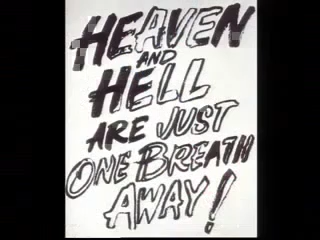 HEAVEN
AND
HELL
ARE JUST
ONE BREATH
AWAY!